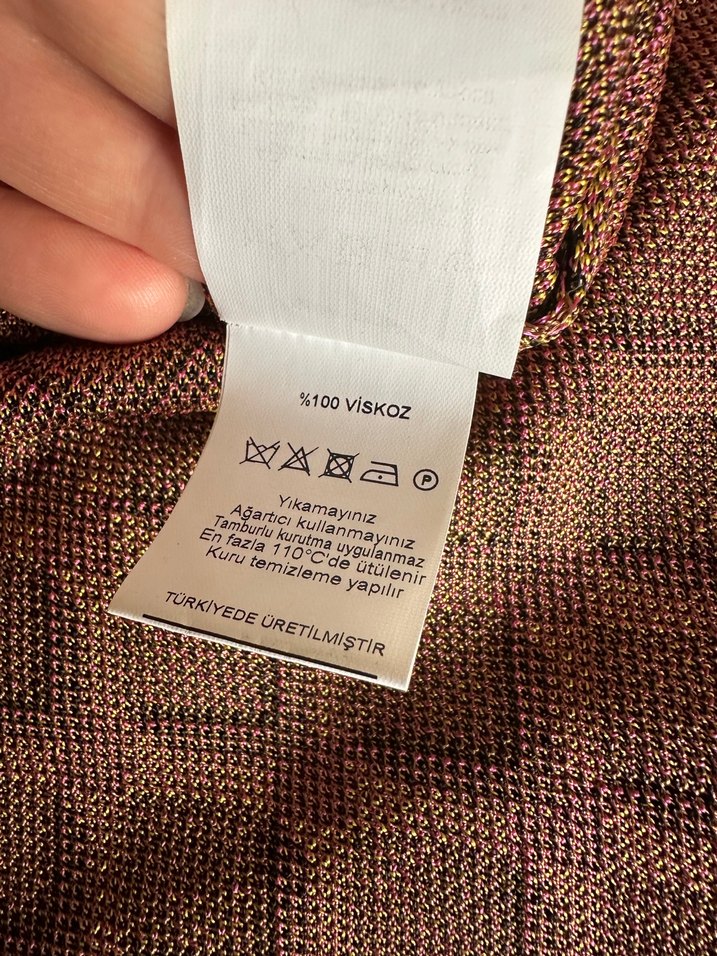 %100 VİSKOZ
P
Yıkamayınız
Ağartıcı kullanmayınız
Tamburlu kurutma uygulanmaz
En fazla 110°C'de ütülenir
Kuru temizleme yapılır
TÜRKİYEDE ÜRETİLMİŞTİR